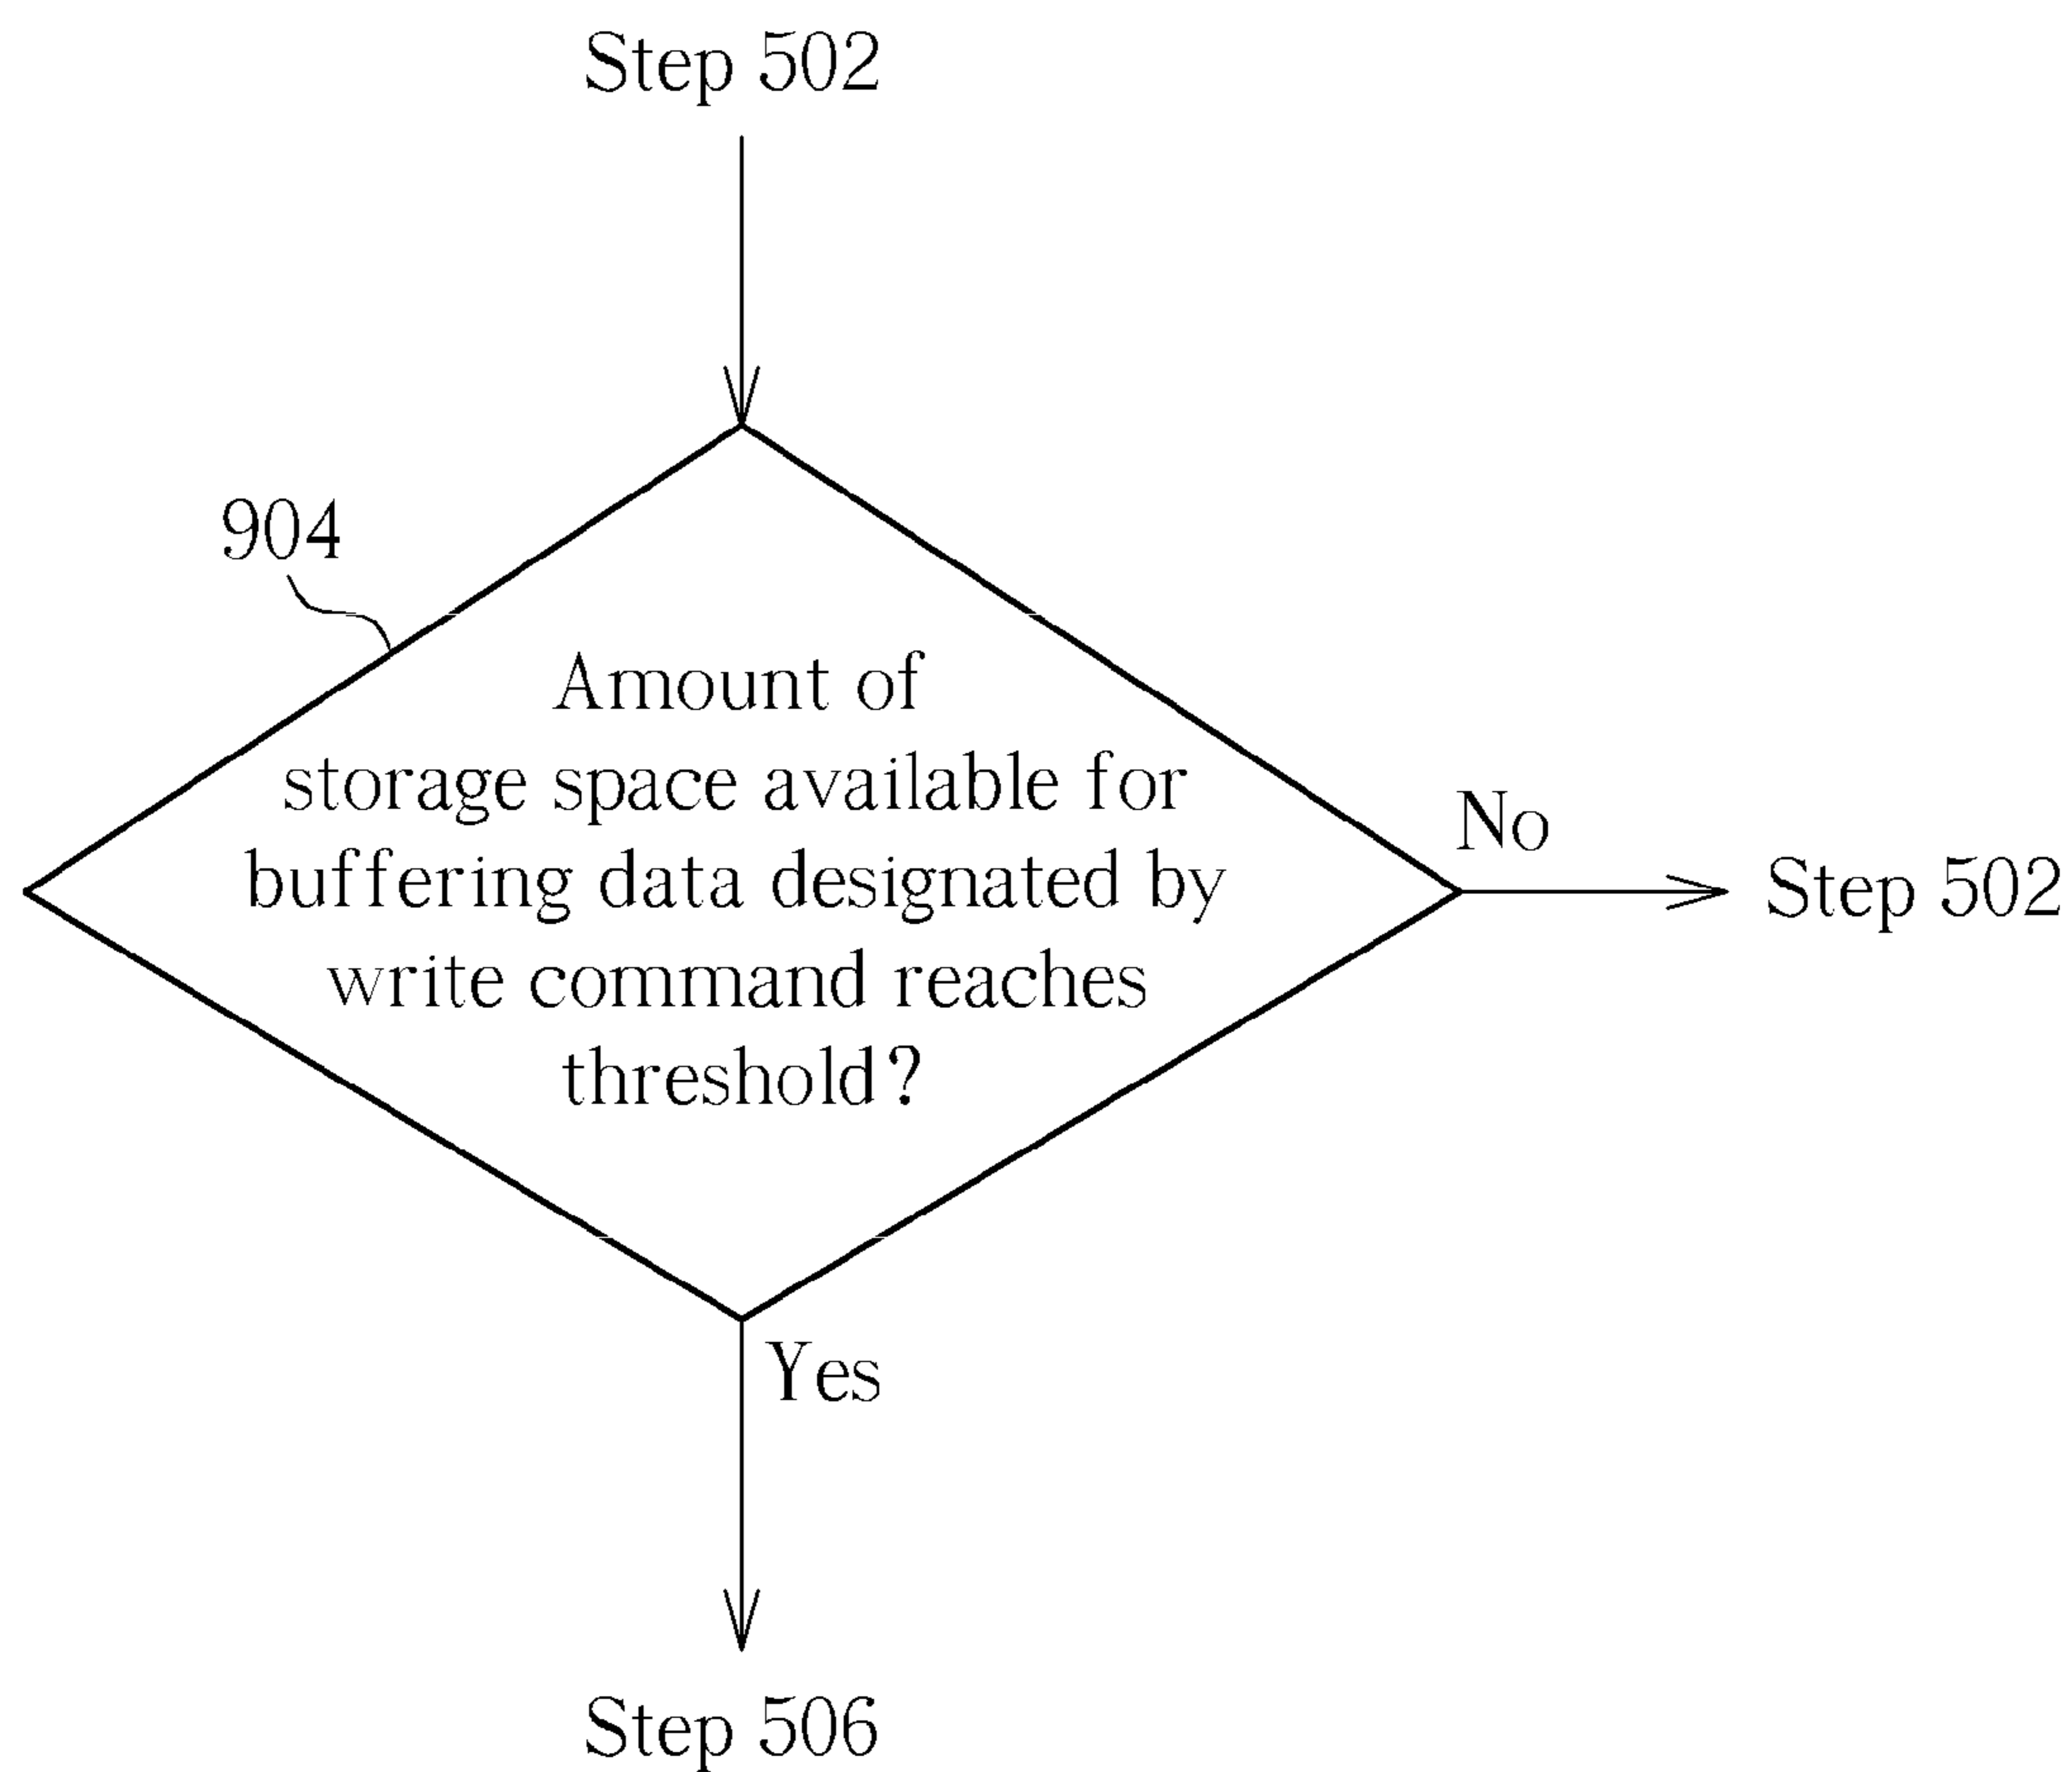 Step 502
904
Amount of
storage space available for
buffering data designated by
write command reaches
threshold?
No
Step 502
Yes
Step 506